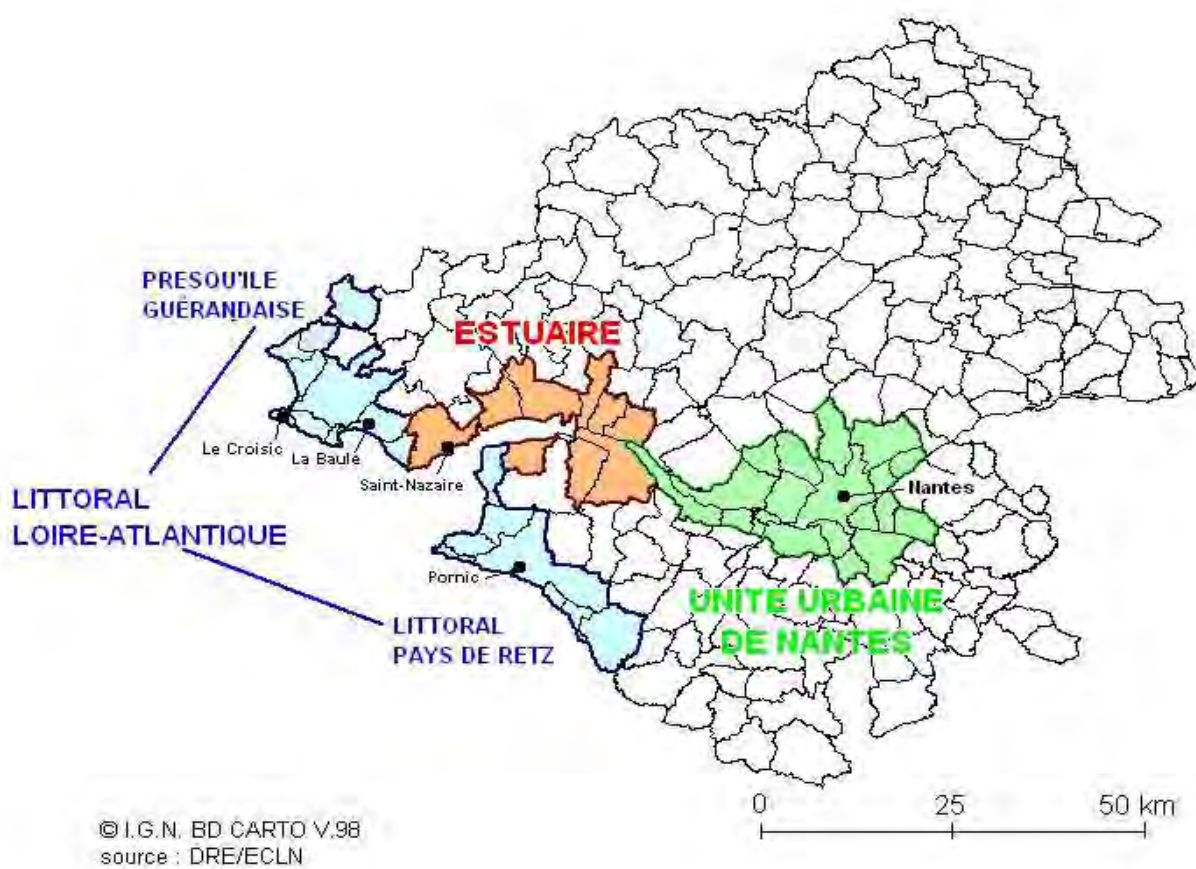 PRESQU'ILE
GUÉRANDAISE
ESTUAIRE
Le Croisic
La Baule
Saint-Nazaire
Nantes
LITTORAL
LOIRE-ATLANTIQUE
Pornic
UNITE URBAINE
DE NANTES
LITTORAL
PAYS DE RETZ
0 25 50 km
© I.G.N. BD CARTO V.98
source : DRE/ECLN